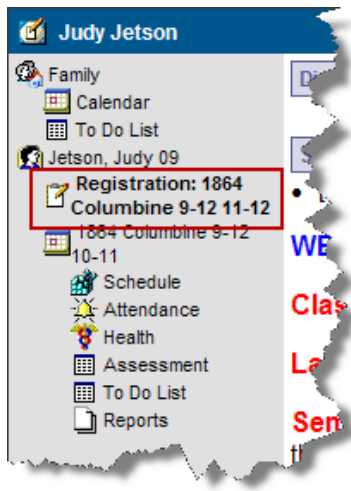 Judy Jetson
Family
Calendar
To Do List
Jetson, Judy 09
Registration: 1864
Columbine 9-12 11-12
1864 Columbine 9-12
10-11
Schedule
Attendance
Health
Assessment
To Do List
Reports